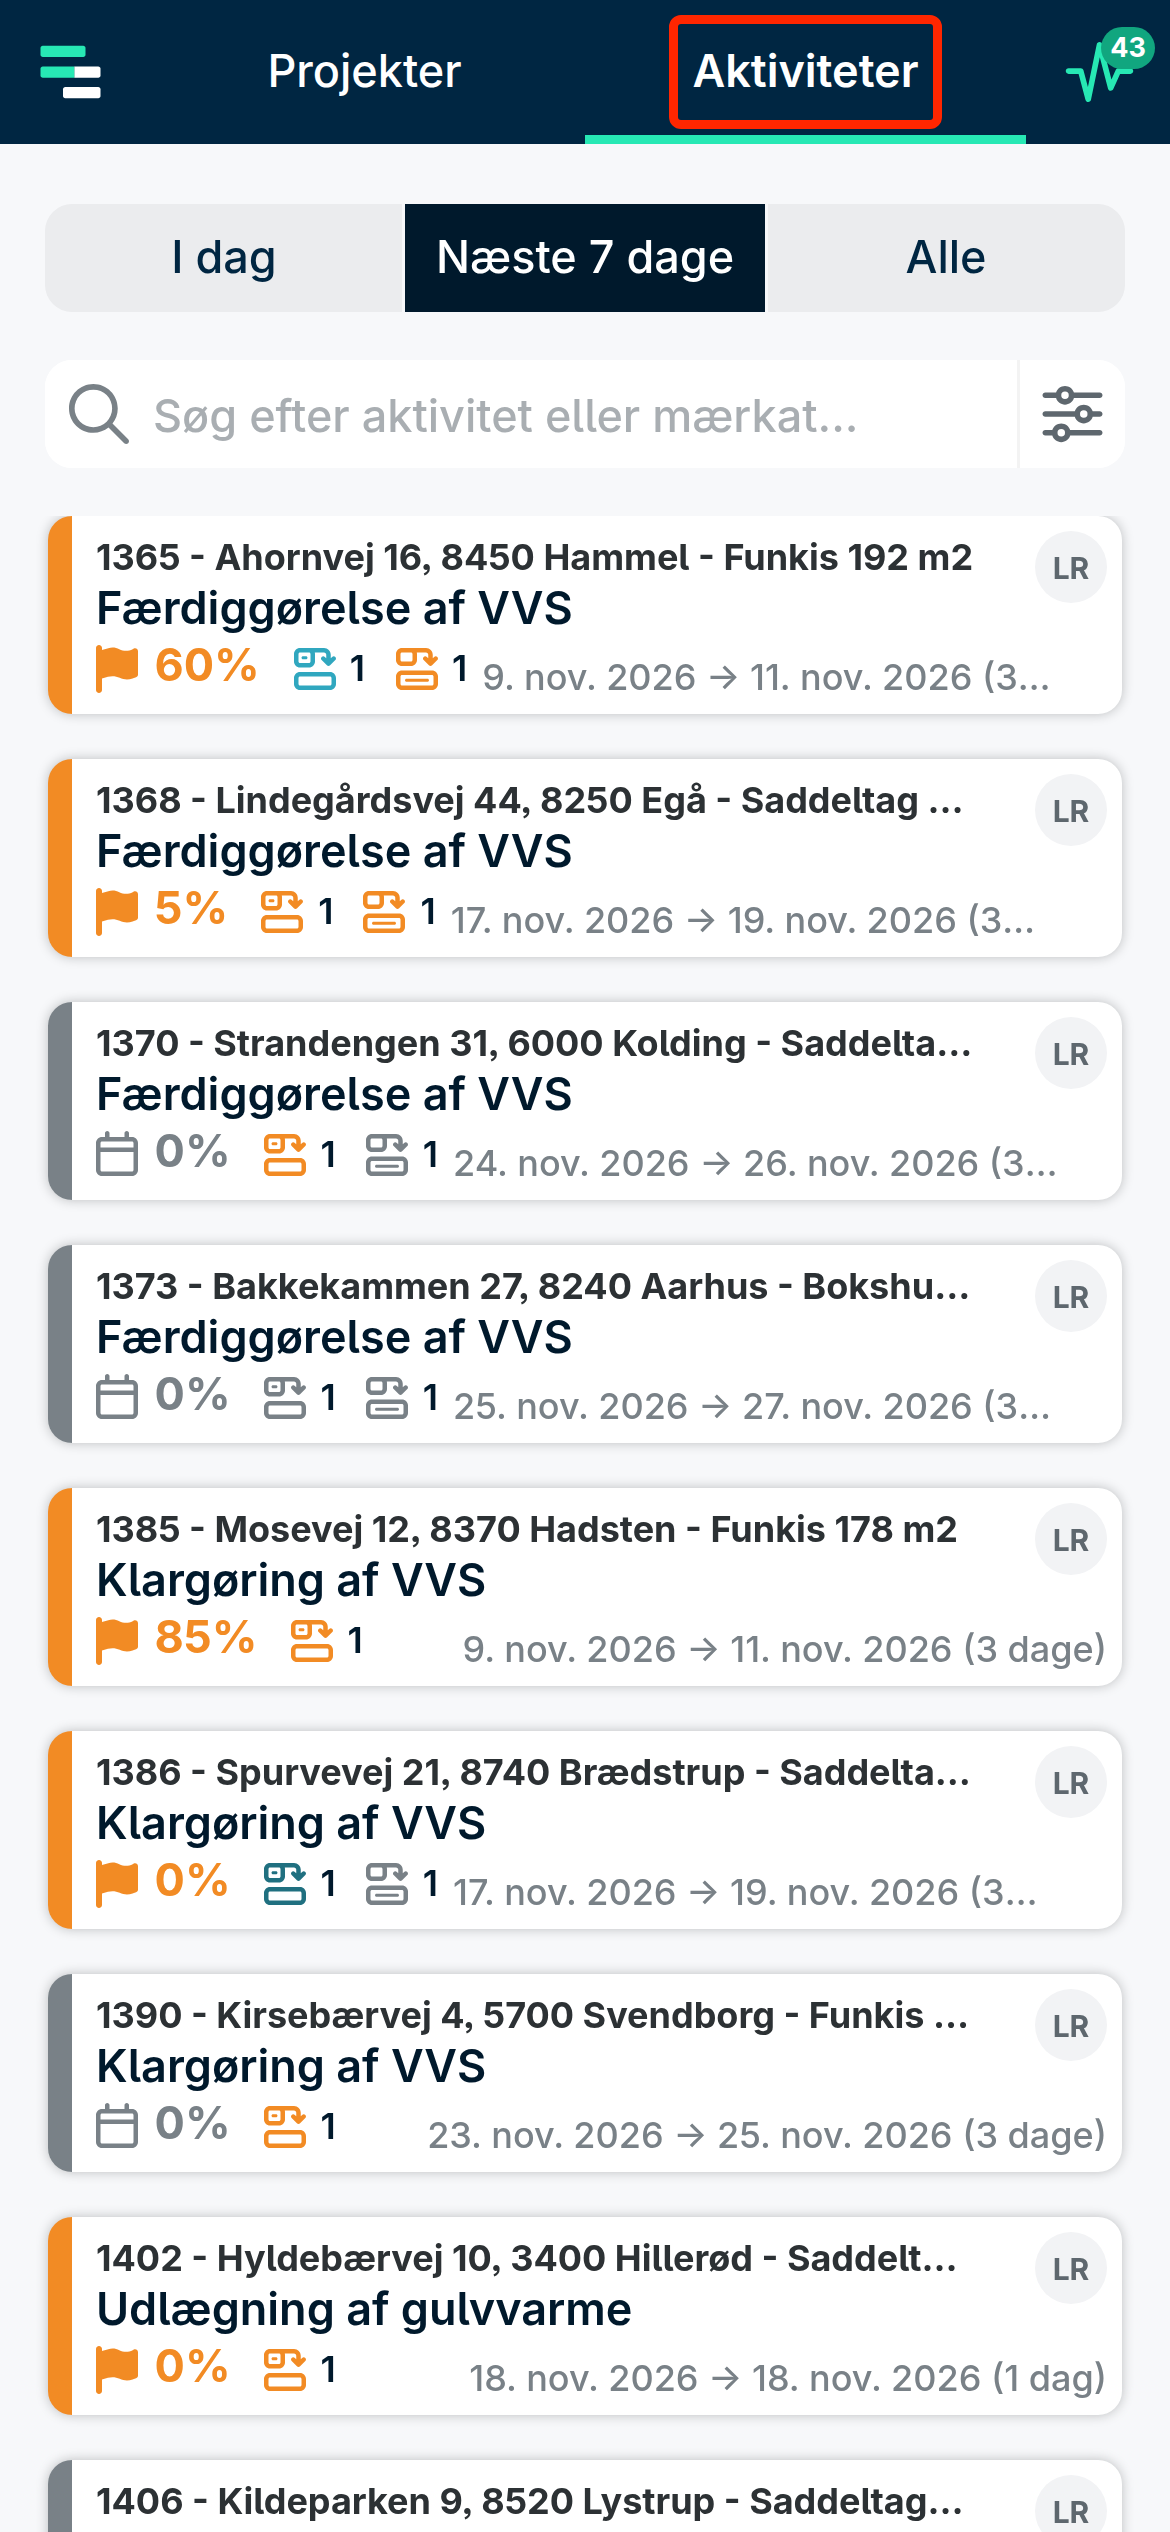 Projekter
Aktiviteter
43
I dag
Næste 7 dage
Alle
Søg efter aktivitet eller mærkat...
1365 - Ahornvej 16, 8450 Hammel - Funkis 192 m2
LR
Færdiggørelse af VVS
60% 1 1 9. nov. 2026 → 11. nov. 2026 (3...
1368 - Lindegårdsvej 44, 8250 Egå - Saddeltag ...
LR
Færdiggørelse af VVS
5% 1 1 17. nov. 2026 → 19. nov. 2026 (3...
1370 - Strandengen 31, 6000 Kolding - Saddelta...
LR
Færdiggørelse af VVS
0% 1 1 24. nov. 2026 → 26. nov. 2026 (3...
1373 - Bakkekammen 27, 8240 Aarhus - Bokshu...
LR
Færdiggørelse af VVS
0% 1 1 25. nov. 2026 → 27. nov. 2026 (3...
1385 - Mosevej 12, 8370 Hadsten - Funkis 178 m2
LR
Klargøring af VVS
85% 1 9. nov. 2026 → 11. nov. 2026 (3 dage)
1386 - Spurvevej 21, 8740 Brædstrup - Saddelta...
LR
Klargøring af VVS
0% 1 1 17. nov. 2026 → 19. nov. 2026 (3...
1390 - Kirsebærvej 4, 5700 Svendborg - Funkis ...
LR
Klargøring af VVS
0% 1 23. nov. 2026 → 25. nov. 2026 (3 dage)
1402 - Hyldebærvej 10, 3400 Hillerød - Saddelt...
LR
Udlægning af gulvvarme
0% 1 18. nov. 2026 → 18. nov. 2026 (1 dag)
1406 - Kildeparken 9, 8520 Lystrup - Saddeltag...
LR